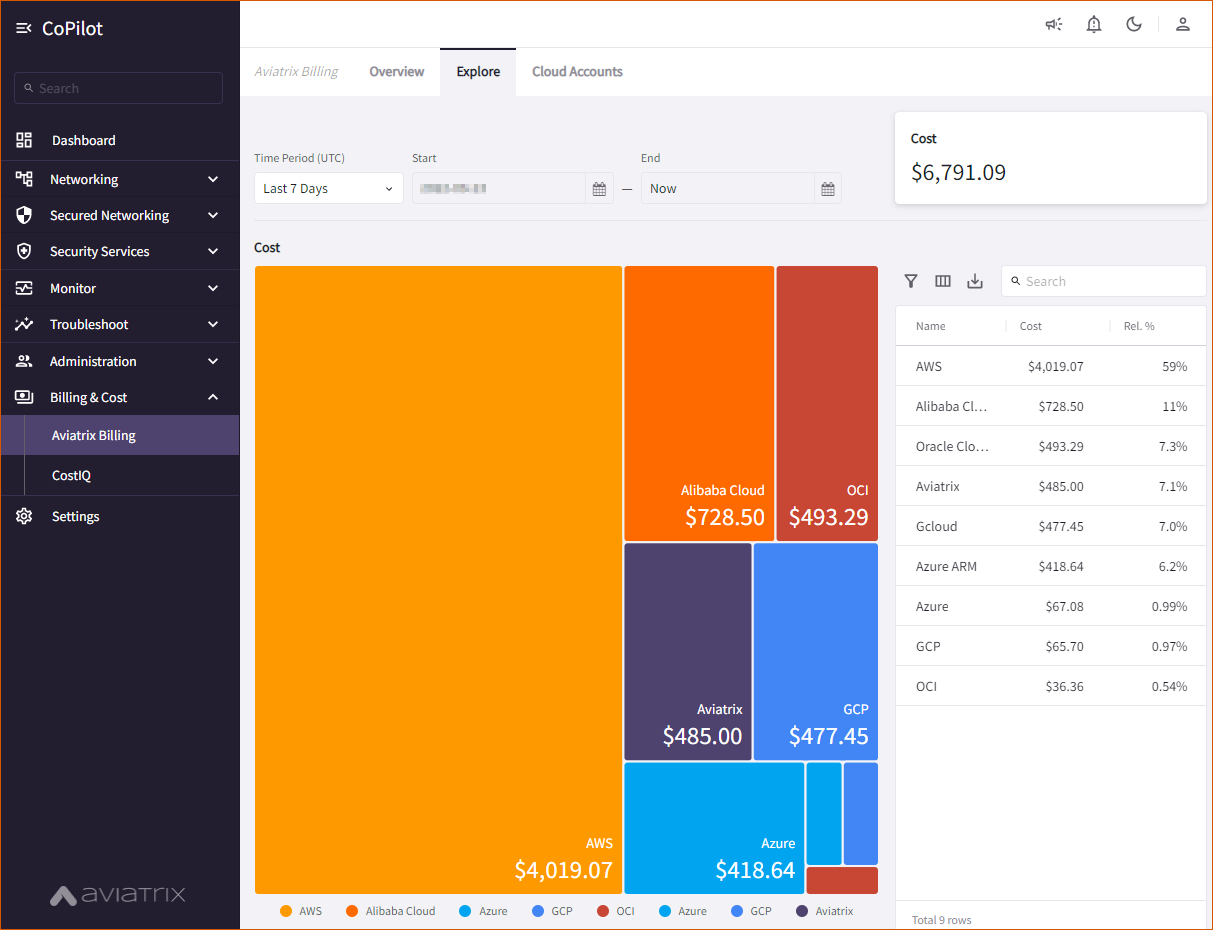 CoPilot
Search
Dashboard
Networking
Secured Networking
Security Services
Monitor
Troubleshoot
Administration
Billing & Cost
Aviatrix Billing
CostIQ
Settings
aviatrix
Aviatrix Billing Overview Explore Cloud Accounts
Time Period (UTC) Start End
Last 7 Days — Now
Cost
$6,791.09
Cost
Alibaba Cloud
$728.50
OCI
$493.29
Aviatrix
$485.00
GCP
$477.45
AWS
$4,019.07
Azure
$418.64
AWS Alibaba Cloud Azure GCP OCI Azure GCP Aviatrix
Search
Name Cost Rel. %
AWS $4,019.07 59%
Alibaba Cl... $728.50 11%
Oracle Clo... $493.29 7.3%
Aviatrix $485.00 7.1%
Gcloud $477.45 7.0%
Azure ARM $418.64 6.2%
Azure $67.08 0.99%
GCP $65.70 0.97%
OCI $36.36 0.54%
Total 9 rows